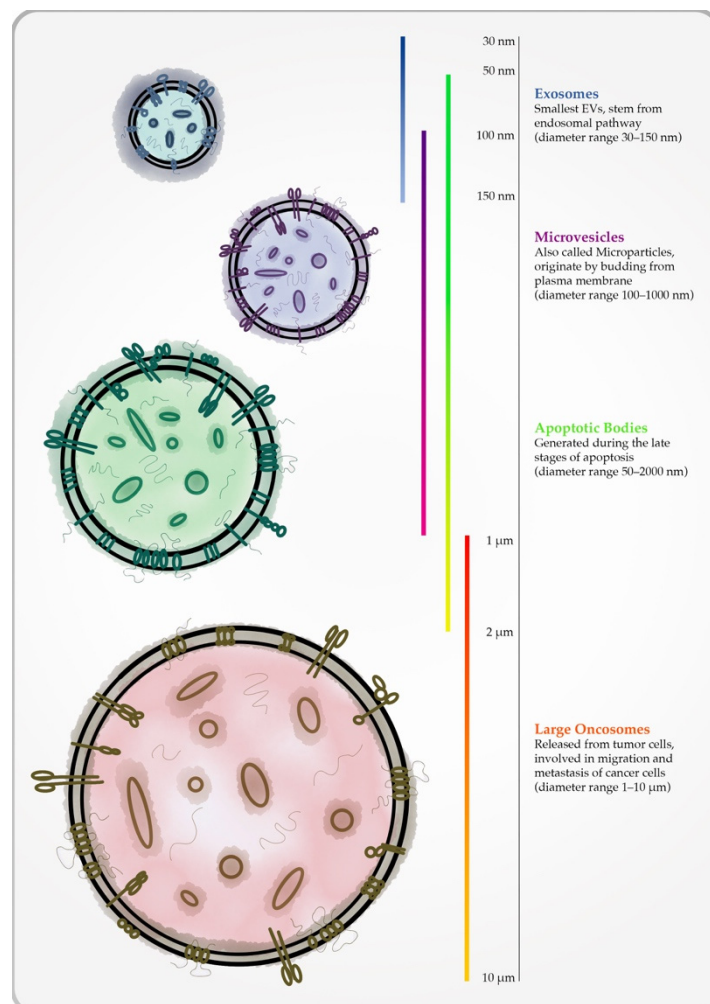 30 nm
50 nm
Exosomes
Smallest EVs, stem from
endosomal pathway
(diameter range 30–150 nm)
100 nm
150 nm
Microvesicles
Also called Microparticles,
originate by budding from
plasma membrane
(diameter range 100–1000 nm)
Apoptotic Bodies
Generated during the late
stages of apoptosis
(diameter range 50–2000 nm)
1 µm
2 µm
Large Oncosomes
Released from tumor cells,
involved in migration and
metastasis of cancer cells
(diameter range 1–10 µm)
10 µm